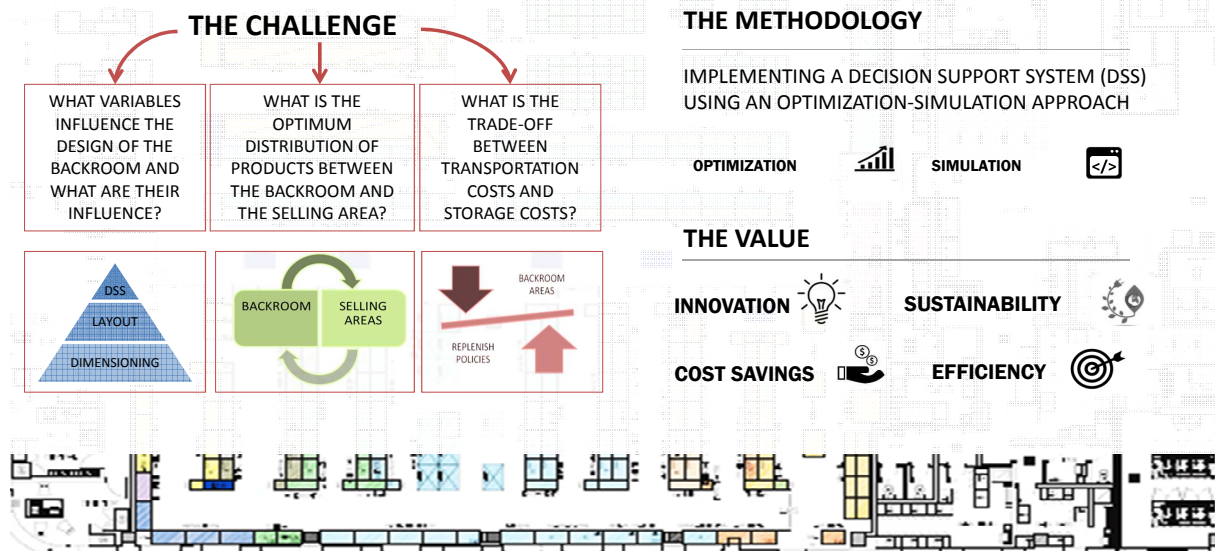 THE CHALLENGE
WHAT VARIABLES
INFLUENCE THE
DESIGN OF THE
BACKROOM AND
WHAT ARE THEIR
INFLUENCE?
WHAT IS THE
OPTIMUM
DISTRIBUTION OF
PRODUCTS BETWEEN
THE BACKROOM AND
THE SELLING AREA?
WHAT IS THE
TRADE-OFF
BETWEEN
TRANSPORTATION
COSTS AND
STORAGE COSTS?
DSS
LAYOUT
DIMENSIONING
BACKROOM
SELLING
AREAS
BACKROOM
AREAS
REPLENISH
POLICIES
THE METHODOLOGY
IMPLEMENTING A DECISION SUPPORT SYSTEM (DSS)
USING AN OPTIMIZATION-SIMULATION APPROACH
OPTIMIZATION
SIMULATION
</>
THE VALUE
INNOVATION
SUSTAINABILITY
$
$
COST SAVINGS
EFFICIENCY